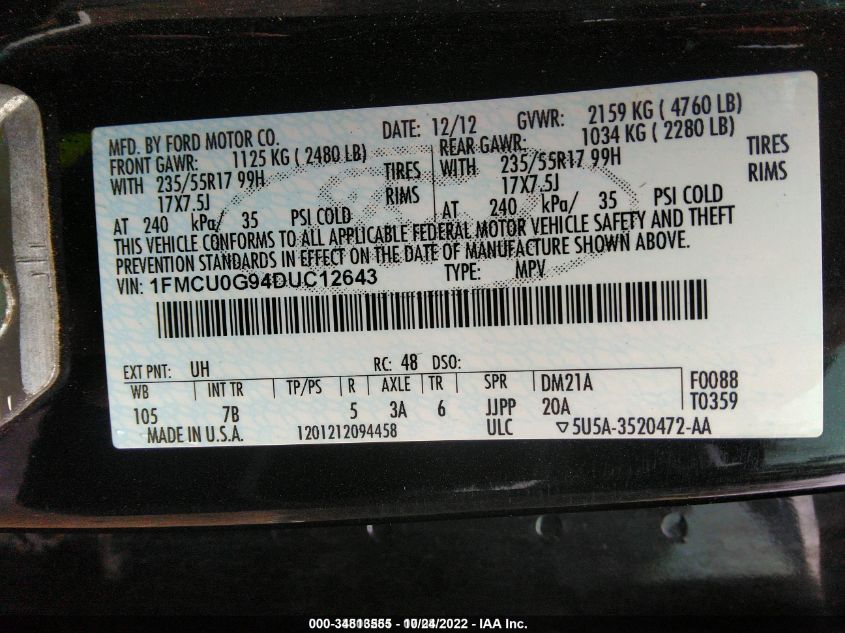 MFD. BY FORD MOTOR CO. DATE: 12/12 GVWR: 2159 KG ( 4760 LB)
FRONT GAWR: 1125 KG ( 2480 LB) REAR GAWR: 1034 KG ( 2280 LB)
WITH 235/55R17 99H TIRES WITH 235/55R17 99H TIRES
17X7.5J RIMS 17X7.5J RIMS
AT 240 kPa/ 35 PSI COLD AT 240 kPa/ 35 PSI COLD
THIS VEHICLE CONFORMS TO ALL APPLICABLE FEDERAL MOTOR VEHICLE SAFETY AND THEFT
PREVENTION STANDARDS IN EFFECT ON THE DATE OF MANUFACTURE SHOWN ABOVE.
VIN: 1FMCU0G94DUC12643 TYPE: MPV
EXT PNT: UH RC: 48 DSO:
WB INT TR TP/PS R AXLE TR SPR DM21A F0088
105 7B 5 3A 6 JJPP 20A T0359
MADE IN U.S.A. 1201212094458 ULC ▽5U5A-3520472-AA
/2022 - IAA Inc.